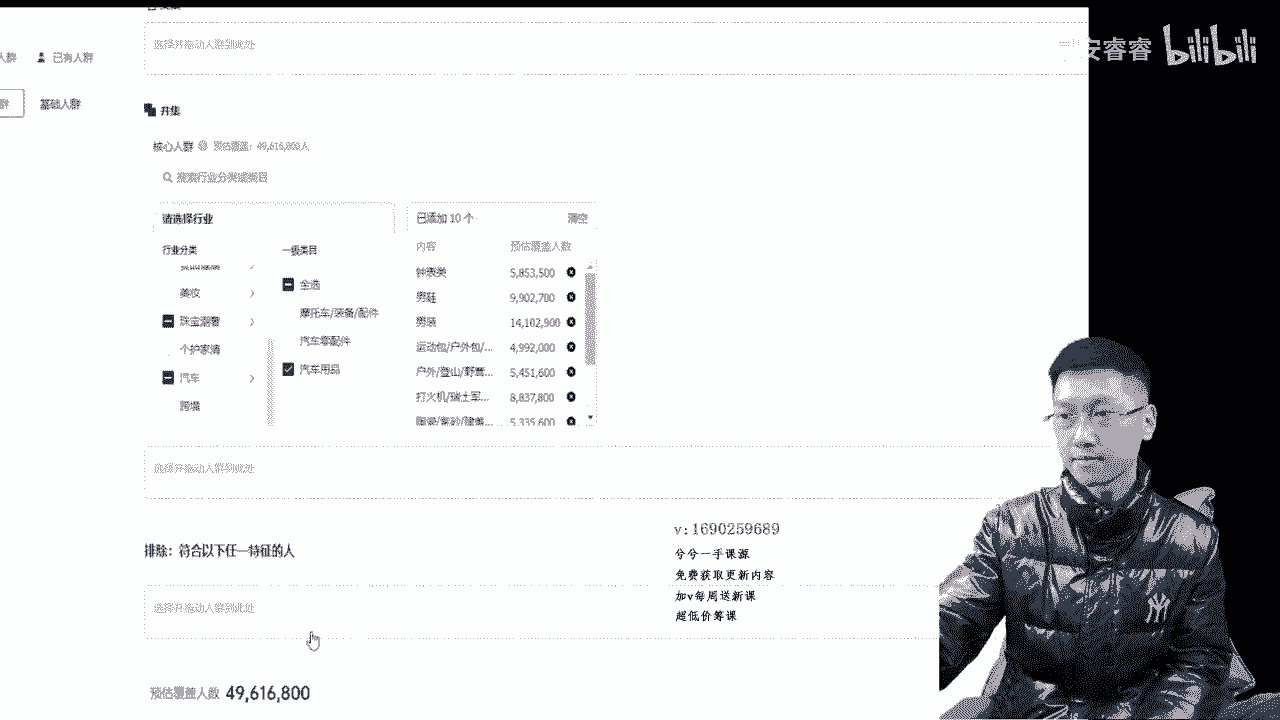 选择并拖动人群到此处
安睿睿 bilibili
人群 已有人群
群 基础人群
并集
核心人群 预估覆盖：49,616,800人
搜索行业分类或类目
请选择行业 已添加 10 个 清空
行业分类 一级类目 内容 预估覆盖人数
全选 钟表类 5,853,500
美妆 摩托车/装备/配件 男鞋 9,902,700
珠宝潮奢 汽车零配件 男装 14,102,900
个护家清 汽车用品 运动包/户外包/... 4,992,000
汽车 户外/登山/野营... 5,451,600
跨境 打火机/瑞士军... 8,837,800
5,335,600
选择并拖动人群到此处
v:1690259689
兮兮一手课源
排除：符合以下任一特征的人
免费获取更新内容
加v每周送新课
选择并拖动人群到此处
超低价筹课
NY
预估覆盖人数 49,616,800